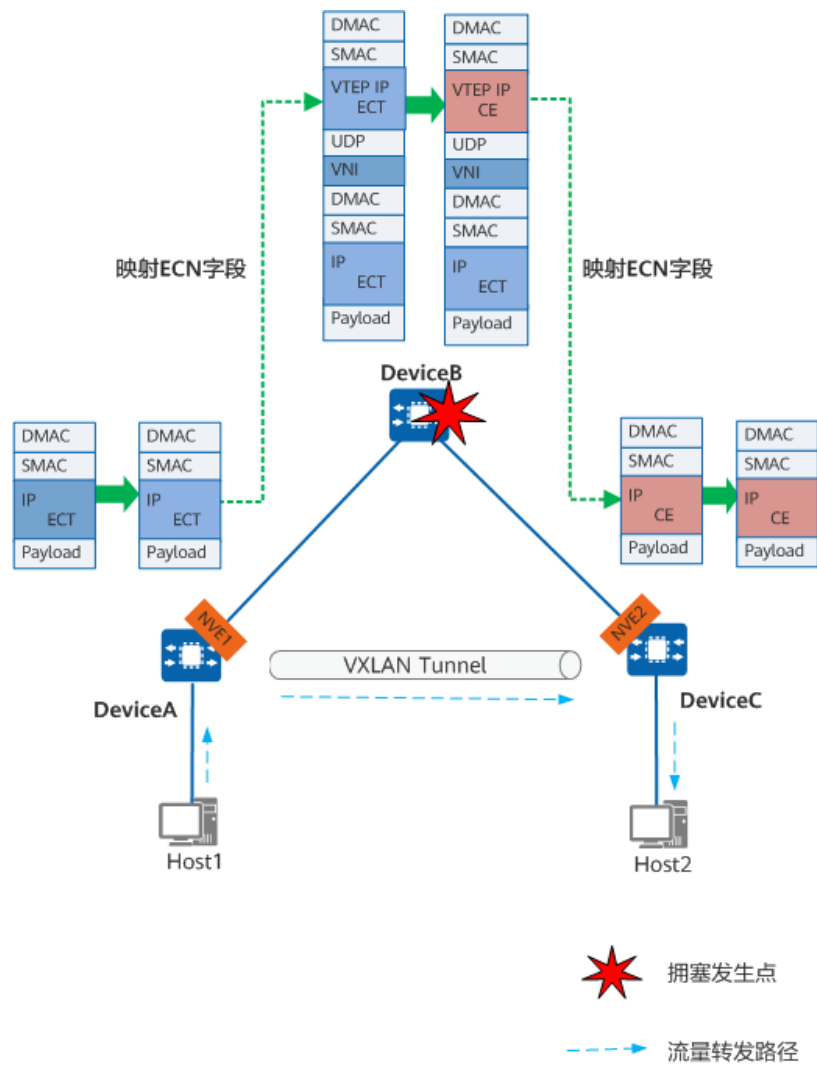 DMAC
SMAC
VTEP IP
ECT
UDP
VNI
DMAC
SMAC
IP
ECT
Payload
DMAC
SMAC
VTEP IP
CE
UDP
VNI
DMAC
SMAC
IP
ECT
Payload
映射ECN字段
映射ECN字段
DeviceB
DMAC
SMAC
IP
ECT
Payload
DMAC
SMAC
IP
ECT
Payload
DMAC
SMAC
IP
CE
Payload
DMAC
SMAC
IP
CE
Payload
NVE1
NVE2
VXLAN Tunnel
DeviceA
DeviceC
Host1
Host2
拥塞发生点
流量转发路径